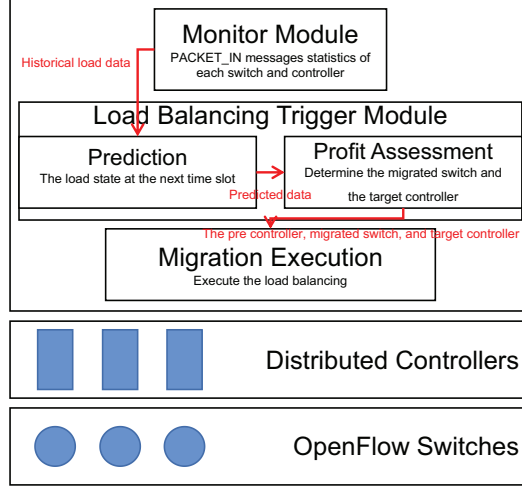 Monitor Module
PACKET_IN messages statistics of
each switch and controller
Historical load data
Load Balancing Trigger Module
Prediction
The load state at the next time slot
Profit Assessment
Determine the migrated switch and
the target controller
Predicted data
The pre controller, migrated switch, and target controller
Migration Execution
Execute the load balancing
Distributed Controllers
OpenFlow Switches